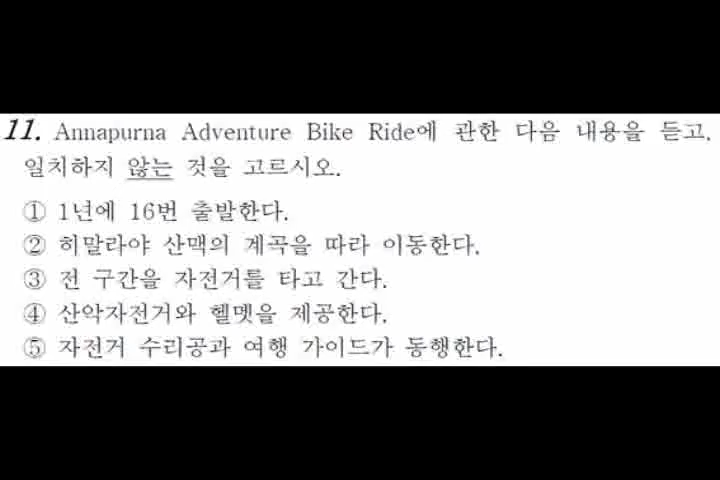 11. Annapurna Adventure Bike Ride에 관한 다음 내용을 듣고,
일치하지 않는 것을 고르시오.
① 1년에 16번 출발한다.
② 히말라야 산맥의 계곡을 따라 이동한다.
③ 전 구간을 자전거를 타고 간다.
④ 산악자전거와 헬멧을 제공한다.
⑤ 자전거 수리공과 여행 가이드가 동행한다.